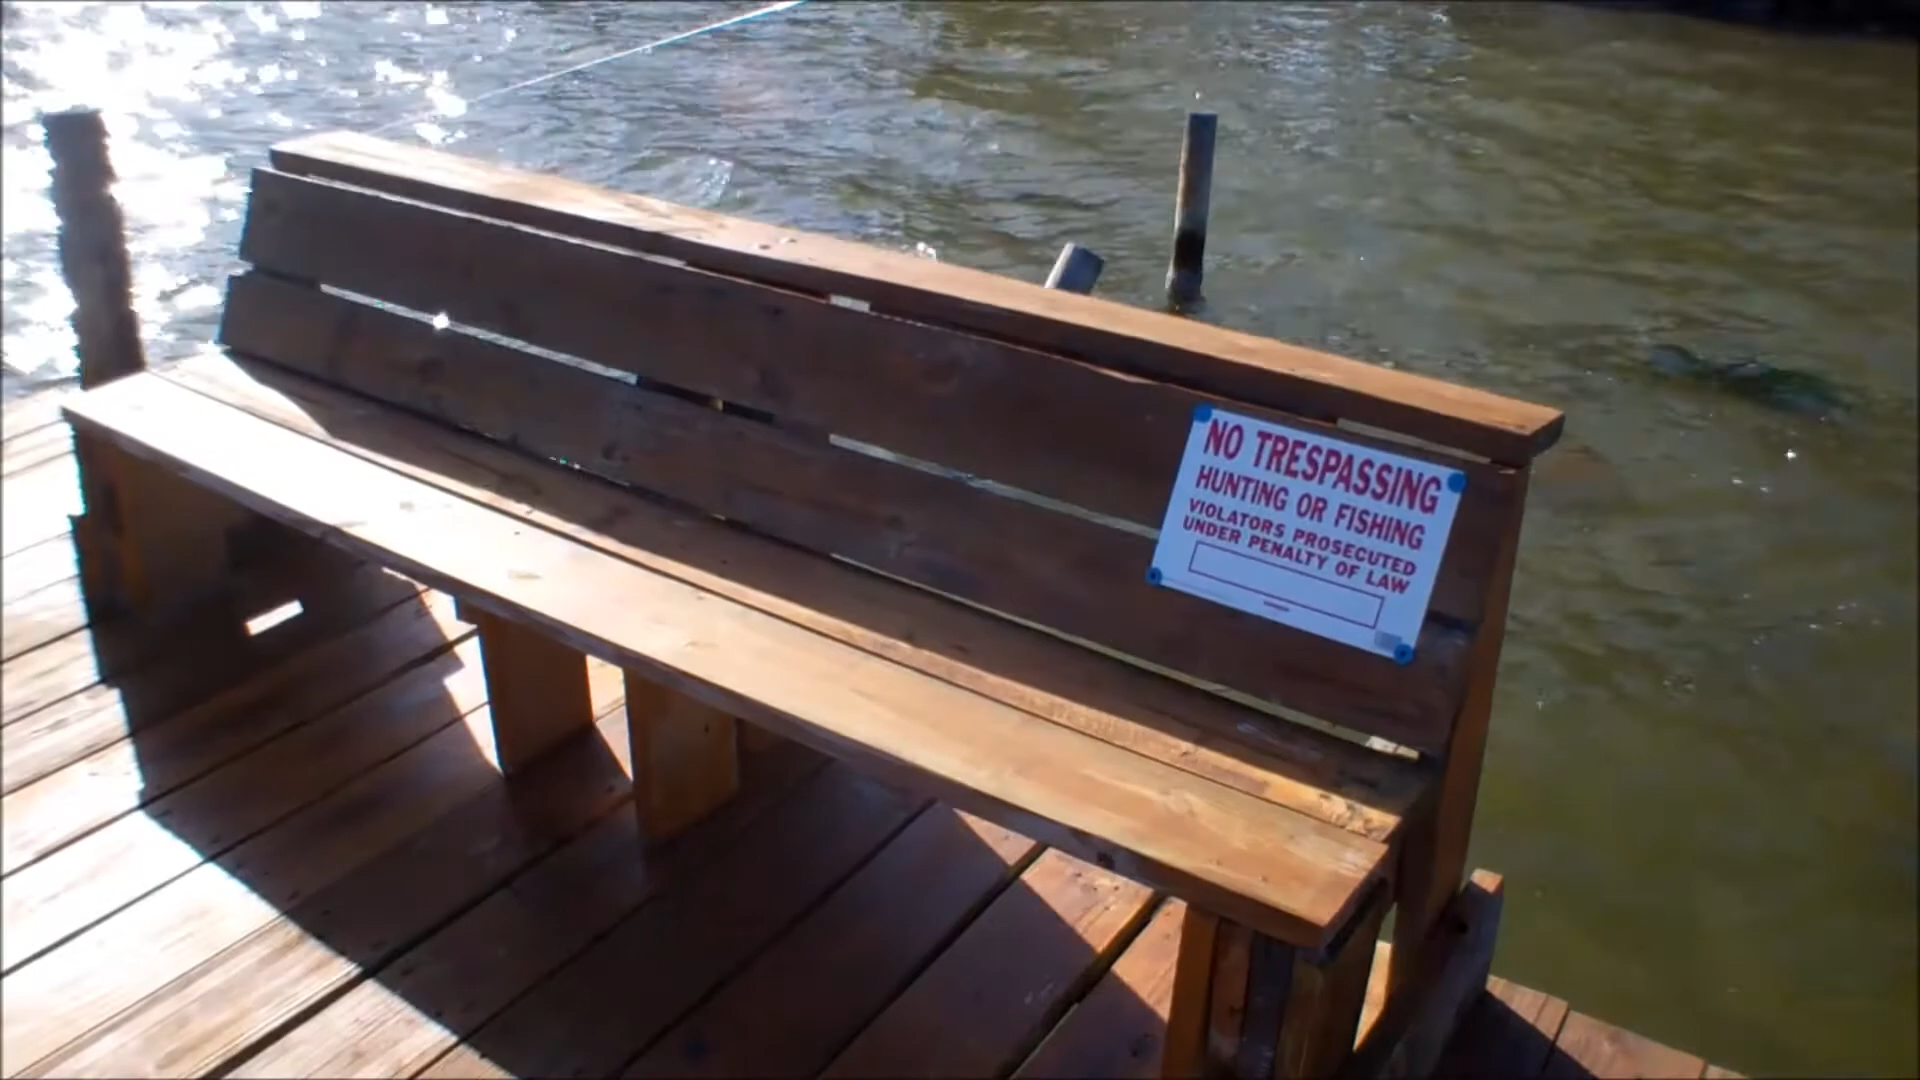 NO TRESPASSING
HUNTING OR FISHING
VIOLATORS PROSECUTED
UNDER PENALTY OF LAW